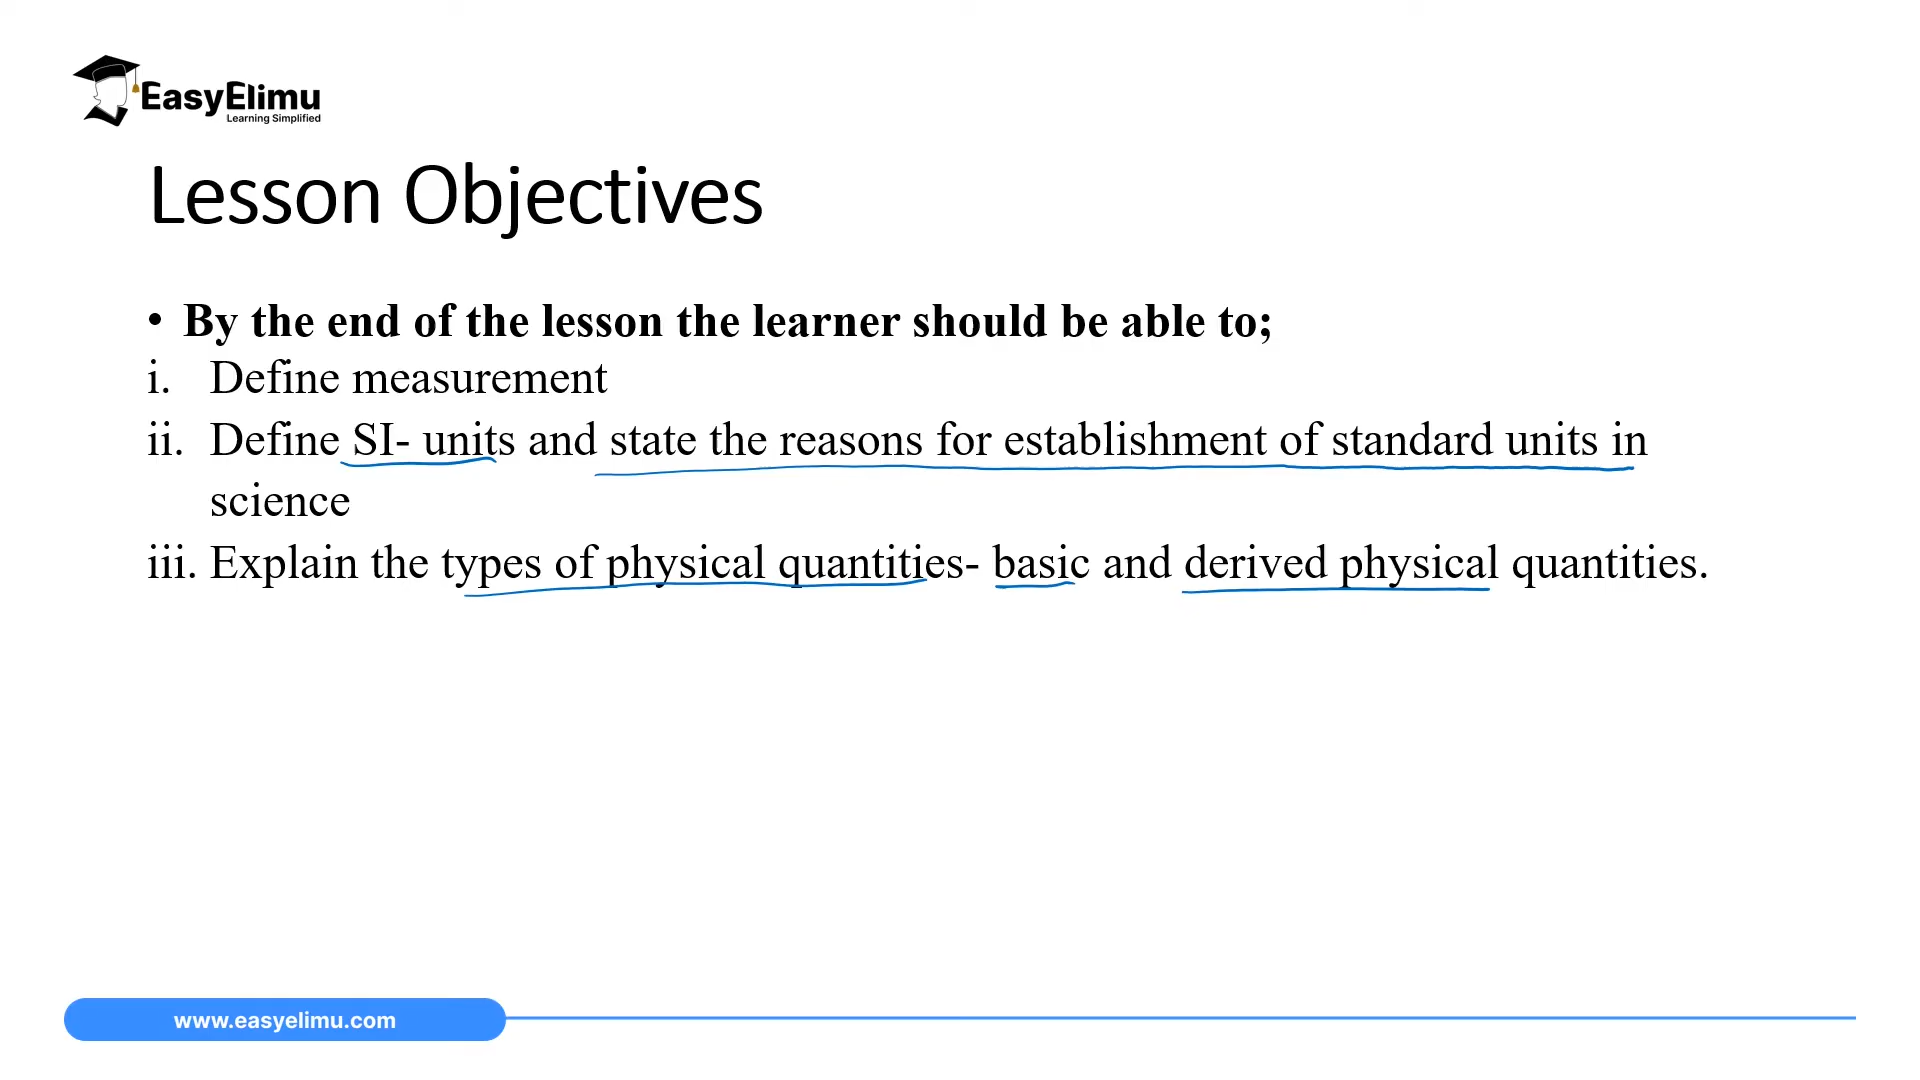 EasyElimu
Learning Simplified
Lesson Objectives
• By the end of the lesson the learner should be able to;
i. Define measurement
ii. Define SI- units and state the reasons for establishment of standard units in
science
iii. Explain the types of physical quantities- basic and derived physical quantities.
www.easyelimu.com